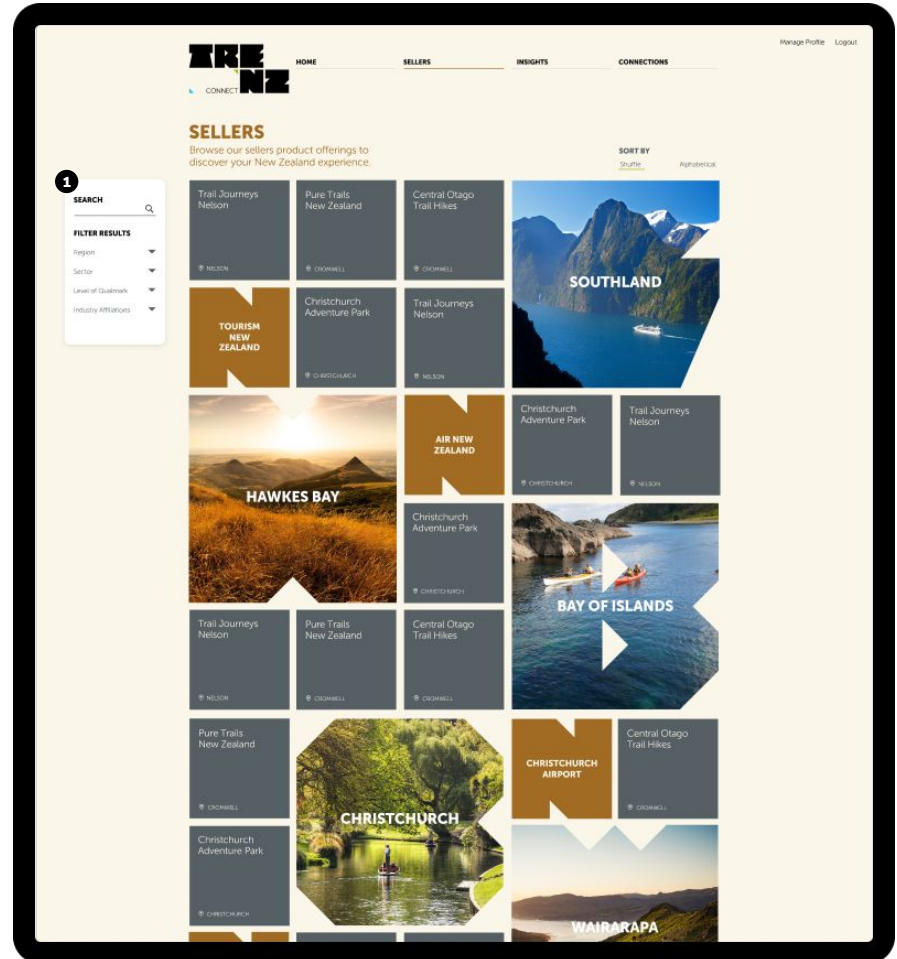 Manage Profile Logout
TRE
NZ
CONNECT
HOME SELLERS INSIGHTS CONNECTIONS
SELLERS
Browse our sellers product offerings to
discover your New Zealand experience.
SORT BY
Shuffle Alphabetical
1
SEARCH
FILTER RESULTS
Region
Sector
Level of Qualmark
Industry Affiliations
Trail Journeys
Nelson
NELSON
Pure Trails
New Zealand
CROMWELL
Central Otago
Trail Hikes
CROMWELL
SOUTHLAND
TOURISM
NEW
ZEALAND
Christchurch
Adventure Park
CHRISTCHURCH
Trail Journeys
Nelson
NELSON
HAWKES BAY
AIR NEW
ZEALAND
Christchurch
Adventure Park
CHRISTCHURCH
Trail Journeys
Nelson
NELSON
Christchurch
Adventure Park
CHRISTCHURCH
BAY OF ISLANDS
Trail Journeys
Nelson
NELSON
Pure Trails
New Zealand
CROMWELL
Central Otago
Trail Hikes
CROMWELL
Pure Trails
New Zealand
CROMWELL
CHRISTCHURCH
CHRISTCHURCH
AIRPORT
Central Otago
Trail Hikes
CROMWELL
Christchurch
Adventure Park
CHRISTCHURCH
WAIRARAPA